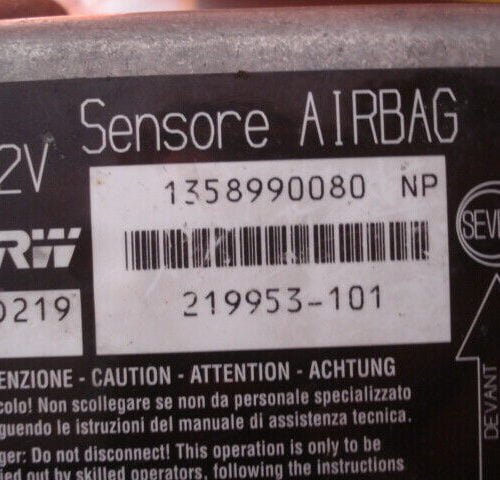 2V Sensore AIRBAG
1358990080 NP
RW
SEVE
219953-101
0219
ENZIONE - CAUTION - ATTENTION - ACHTUNG
colo! Non scollegare se non da personale specializzato
guendo le istruzioni del manuale di assistenza tecnica.
ger: Do not disconnect! This operation is only to be
ied out by skilled operators, following the instructions
DEVANT